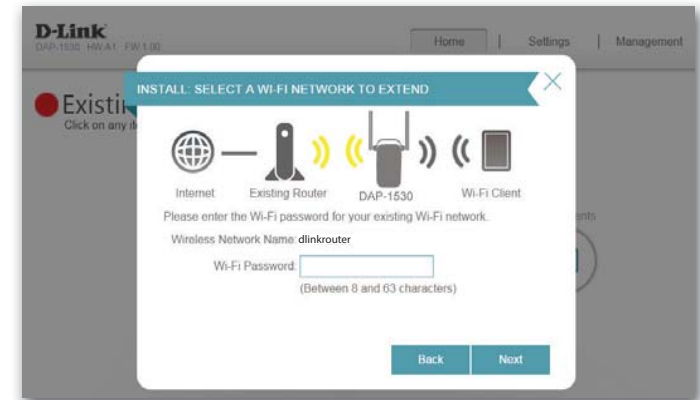 D-Link
DAP-1530 HW:A1 FW:1.00
Home | Settings | Management
INSTALL: SELECT A WI-FI NETWORK TO EXTEND
Existi
Click on any
Internet Existing Router DAP-1530 Wi-Fi Client
Please enter the Wi-Fi password for your existing Wi-Fi network.
Wireless Network Name: dlinkrouter
Wi-Fi Password:
(Between 8 and 63 characters)
Back Next